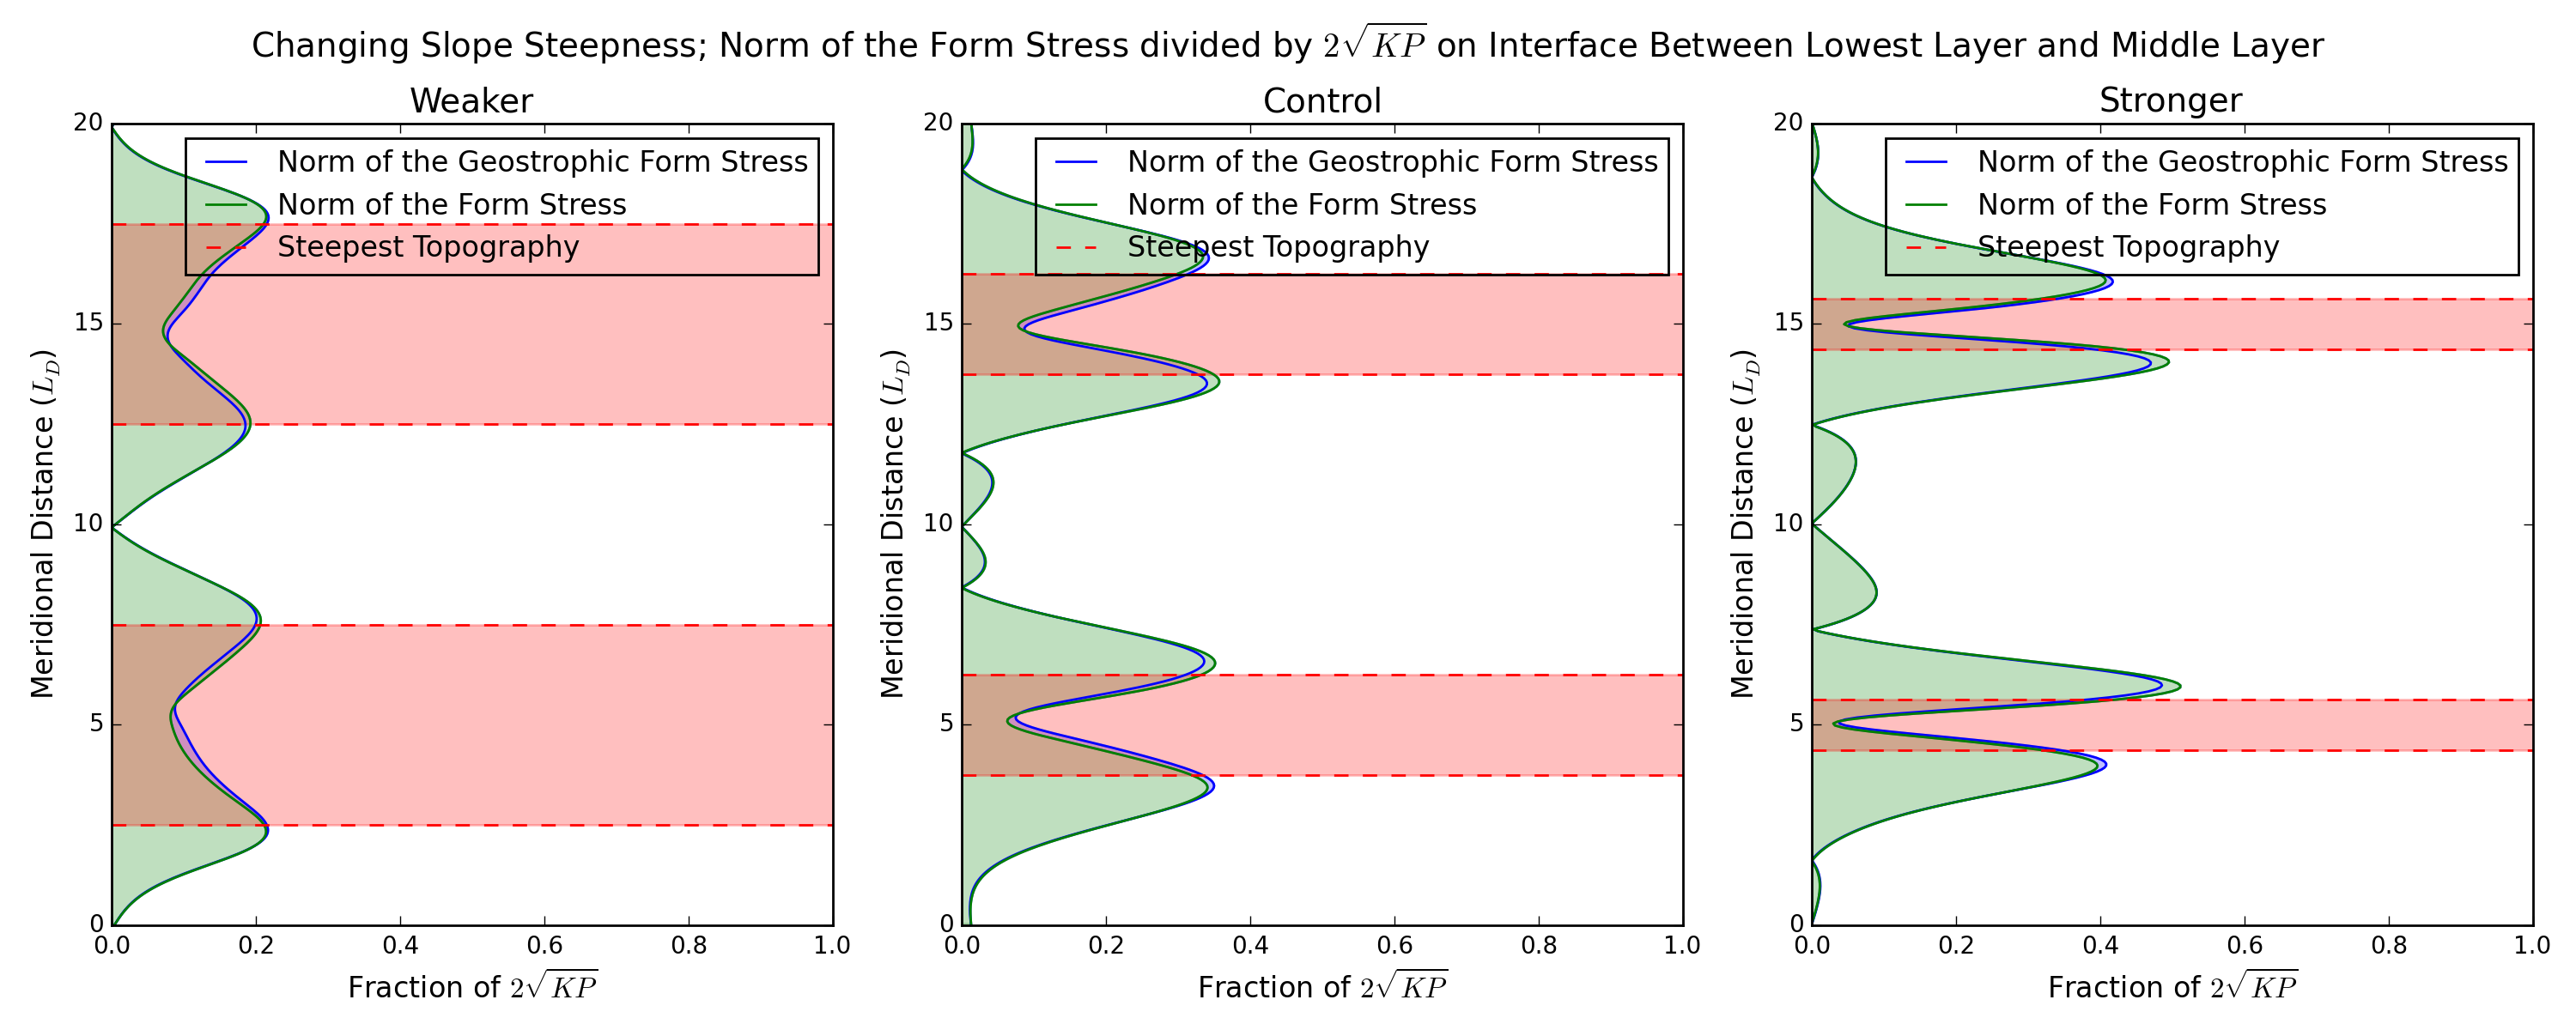 Changing Slope Steepness; Norm of the Form Stress divided by 2√KP on Interface Between Lowest Layer and Middle Layer
Weaker
20
15
10
5
0
Meridional Distance (L_D)
Norm of the Geostrophic Form Stress
Norm of the Form Stress
Steepest Topography
0.0 0.2 0.4 0.6 0.8 1.0
Fraction of 2√KP
Control
20
15
10
5
0
Meridional Distance (L_D)
Norm of the Geostrophic Form Stress
Norm of the Form Stress
Steepest Topography
0.0 0.2 0.4 0.6 0.8 1.0
Fraction of 2√KP
Stronger
20
15
10
5
0
Meridional Distance (L_D)
Norm of the Geostrophic Form Stress
Norm of the Form Stress
Steepest Topography
0.0 0.2 0.4 0.6 0.8 1.0
Fraction of 2√KP